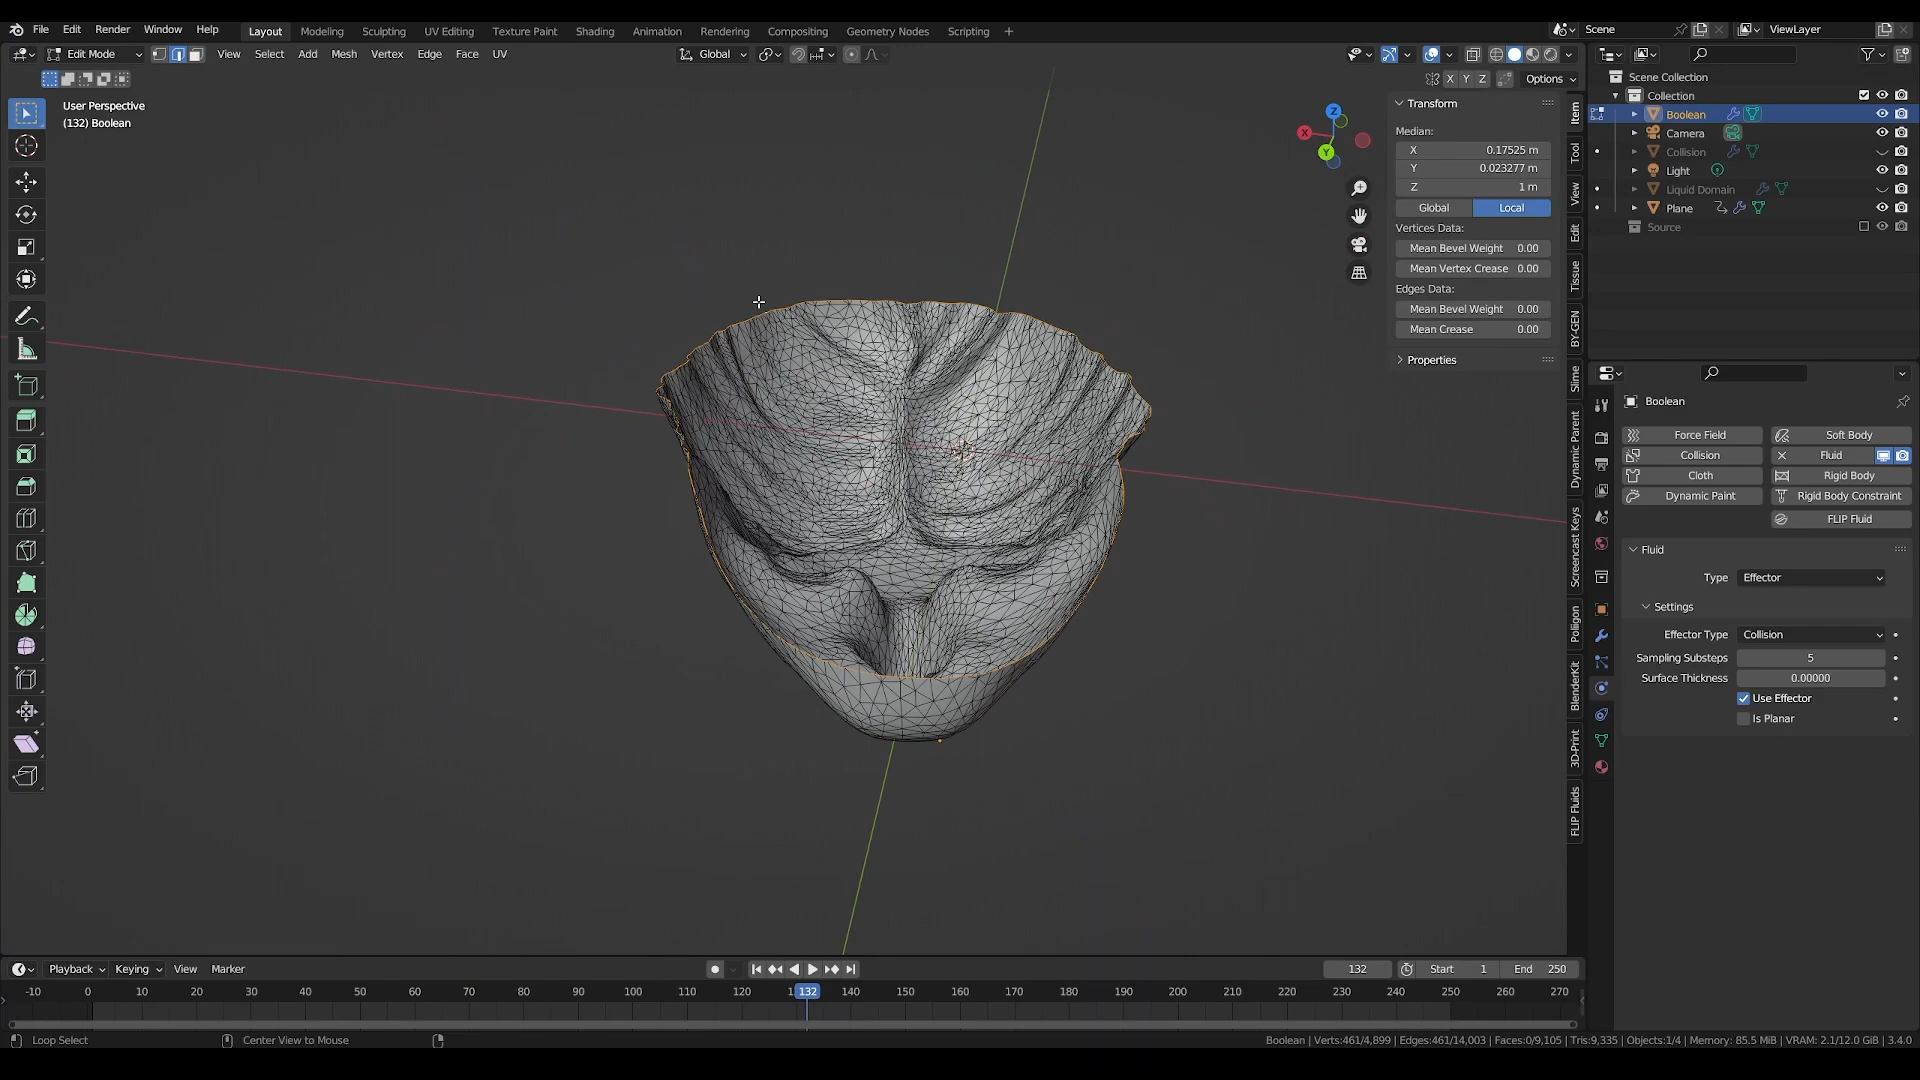 File Edit Render Window Help Layout Modeling Sculpting UV Editing Texture Paint Shading Animation Rendering Compositing Geometry Nodes Scripting + Scene ViewLayer
Edit Mode View Select Add Mesh Vertex Edge Face UV Global
X Y Z Options
User Perspective
(132) Boolean
Z
X
Y
Transform
Median:
X 0.17525 m
Y 0.023277 m
Z 1 m
Global Local
Vertices Data:
Mean Bevel Weight 0.00
Mean Vertex Crease 0.00
Edges Data:
Mean Bevel Weight 0.00
Mean Crease 0.00
Properties
Item
Tool
View
Edit
Tissue
BY-GEN
Slime
Dynamic Parent
Screencast Keys
Poliigon
BlenderKit
3D-Print
FLIP Fluids
Scene Collection
Collection
Boolean
Camera
Collision
Light
Liquid Domain
Plane
Source
Boolean
Force Field Soft Body
Collision Fluid
Cloth Rigid Body
Dynamic Paint Rigid Body Constraint
FLIP Fluid
Fluid
Type Effector
Settings
Effector Type Collision
Sampling Substeps 5
Surface Thickness 0.00000
Use Effector
Is Planar
Playback Keying View Marker 132 Start 1 End 250
-10 0 10 20 30 40 50 60 70 80 90 100 110 120 132 140 150 160 170 180 190 200 210 220 230 240 250 260 270
Loop Select Center View to Mouse Boolean | Verts:461/4,899 | Edges:461/14,003 | Faces:0/9,105 | Tris:9,335 | Objects:1/4 | Memory: 85.5 MiB | VRAM: 2.1/12.0 GiB | 3.4.0